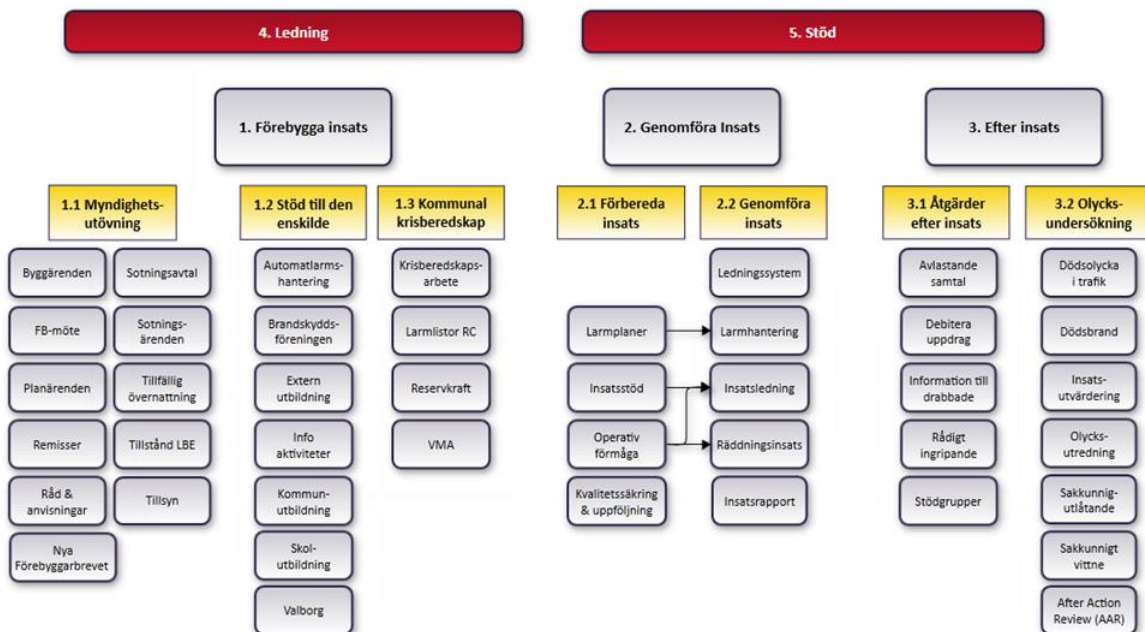 4. Ledning
5. Stöd
1. Förebygga insats
2. Genomföra Insats
3. Efter insats
1.1 Myndighets-
utövning
1.2 Stöd till den
enskilde
1.3 Kommunal
krisberedskap
2.1 Förbereda
insats
2.2 Genomföra
insats
3.1 Åtgärder
efter insats
3.2 Olycks-
undersökning
Byggärenden
FB-möte
Planärenden
Remisser
Råd &
anvisningar
Nya
Förebyggarbrevet
Sotningsavtal
Sotnings-
ärenden
Tillfällig
övernattning
Tillstånd LBE
Tillsyn
Automatlarms-
hantering
Brandskydds-
föreningen
Extern
utbildning
Info
aktiviteter
Kommun-
utbildning
Skol-
utbildning
Valborg
Krisberedskaps-
arbete
Larmlistor RC
Reservkraft
VMA
Larmplaner
Insatsstöd
Operativ
förmåga
Kvalitetssäkring
& uppföljning
Ledningssystem
Larmhantering
Insatsledning
Räddningsinsats
Insatsrapport
Avlastande
samtal
Debitera
uppdrag
Information till
drabbade
Rådigt
ingripande
Stödgrupper
Dödsolycka
i trafik
Dödsbrand
Insats-
utvärdering
Olycks-
utredning
Sakkunnig-
utlåtande
Sakkunnigt
vittne
After Action
Review (AAR)